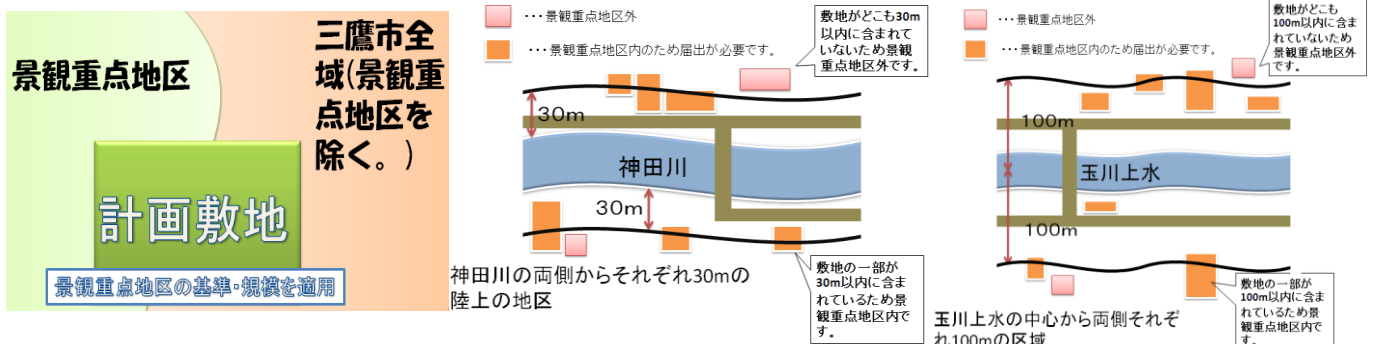 景観重点地区
三鷹市全
域(景観重
点地区を
除く。)
計画敷地
景観重点地区の基準・規模を適用
・・・景観重点地区外
・・・景観重点地区内のため届出が必要です。
敷地がどこも30m
以内に含まれて
いないため景観
重点地区外です。
30m
神田川
30m
敷地の一部が
30m以内に含ま
れているため景
観重点地区内で
す。
神田川の両側からそれぞれ30mの
陸上の地区
・・・景観重点地区外
・・・景観重点地区内のため届出が必要です。
敷地がどこも
100m以内に含ま
れていないため
景観重点地区外
です。
100m
玉川上水
100m
敷地の一部が
100m以内に含ま
れているため景
観重点地区内で
す。
玉川上水の中心から両側それぞ
れ100mの区域